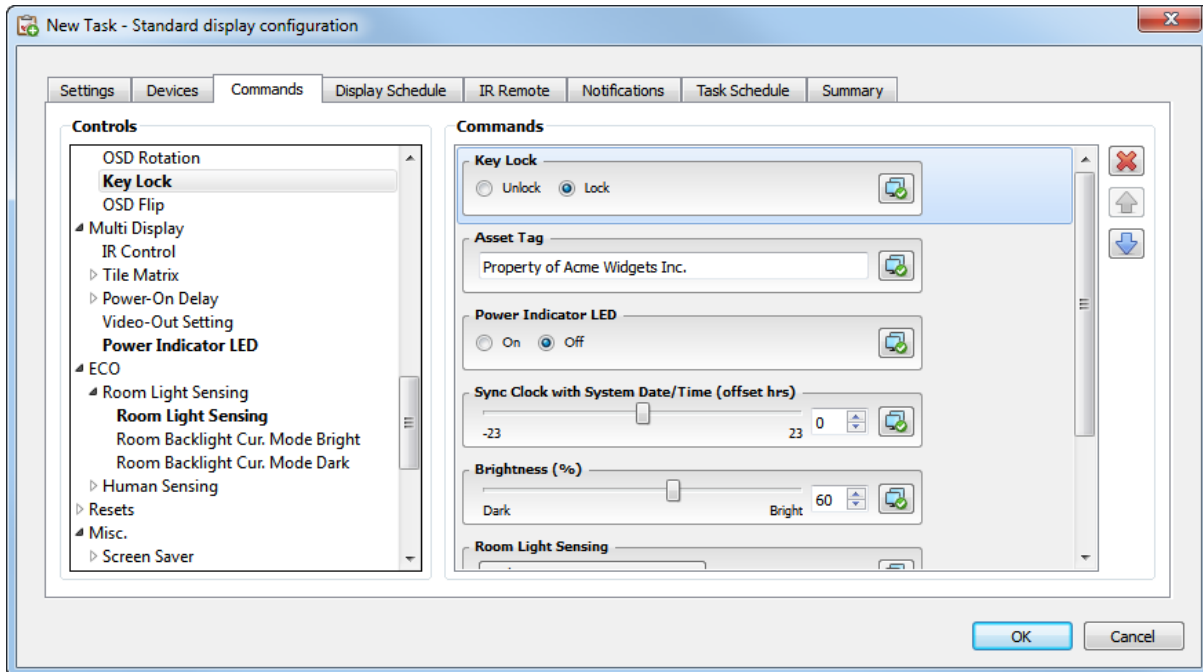 New Task - Standard display configuration
Settings Devices Commands Display Schedule IR Remote Notifications Task Schedule Summary
Controls
OSD Rotation
Key Lock
OSD Flip
Multi Display
IR Control
Tile Matrix
Power-On Delay
Video-Out Setting
Power Indicator LED
ECO
Room Light Sensing
Room Light Sensing
Room Backlight Cur. Mode Bright
Room Backlight Cur. Mode Dark
Human Sensing
Resets
Misc.
Screen Saver
Commands
Key Lock
Unlock Lock
Asset Tag
Property of Acme Widgets Inc.
Power Indicator LED
On Off
Sync Clock with System Date/Time (offset hrs)
-23 23 0
Brightness (%)
Dark Bright 60
Room Light Sensing
OK Cancel